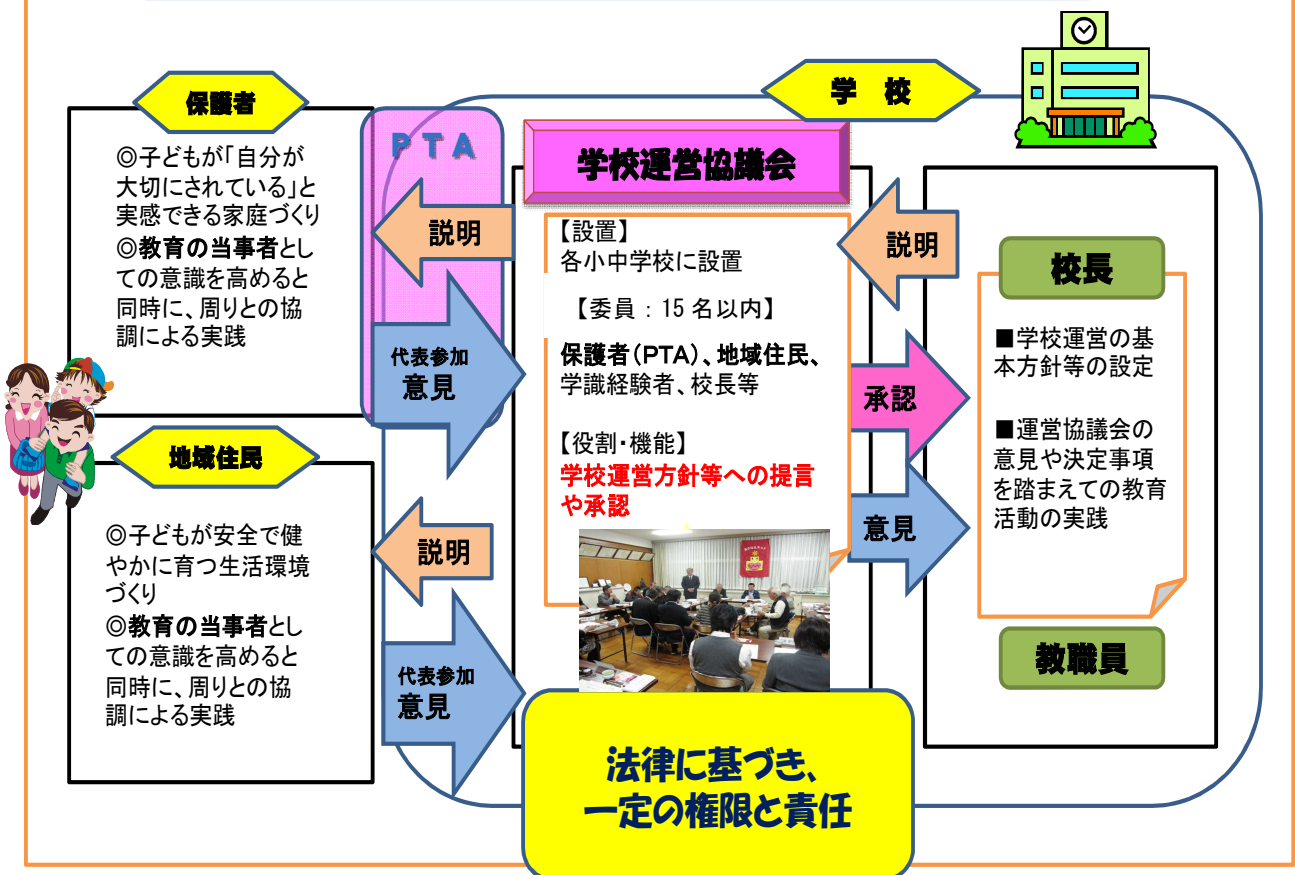 保護者
◎子どもが「自分が
大切にされている」と
実感できる家庭づくり
◎教育の当事者とし
ての意識を高めると
同時に、周りとの協
調による実践
地域住民
◎子どもが安全で健
やかに育つ生活環境
づくり
◎教育の当事者とし
ての意識を高めると
同時に、周りとの協
調による実践
PTA
説明
代表参加
意見
説明
代表参加
意見
学 校
学校運営協議会
【設置】
各小中学校に設置
【委員：15名以内】
保護者(PTA)、地域住民、
学識経験者、校長等
【役割・機能】
学校運営方針等への提言
や承認
法律に基づき、
一定の権限と責任
説明
承認
意見
校長
■学校運営の基
本方針等の設定
■運営協議会の
意見や決定事項
を踏まえての教育
活動の実践
教職員